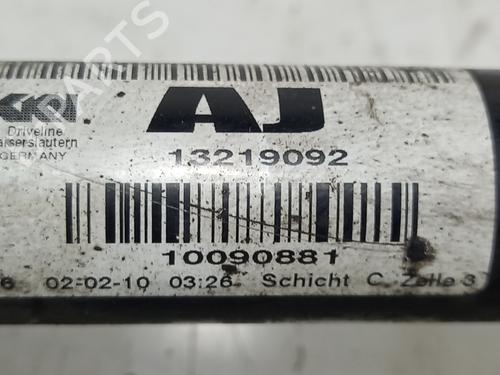 AJ
Driveline
GERMANY
13219092
10090881
02-02-10 03:26 Schicht C Zelle 3
PARTS